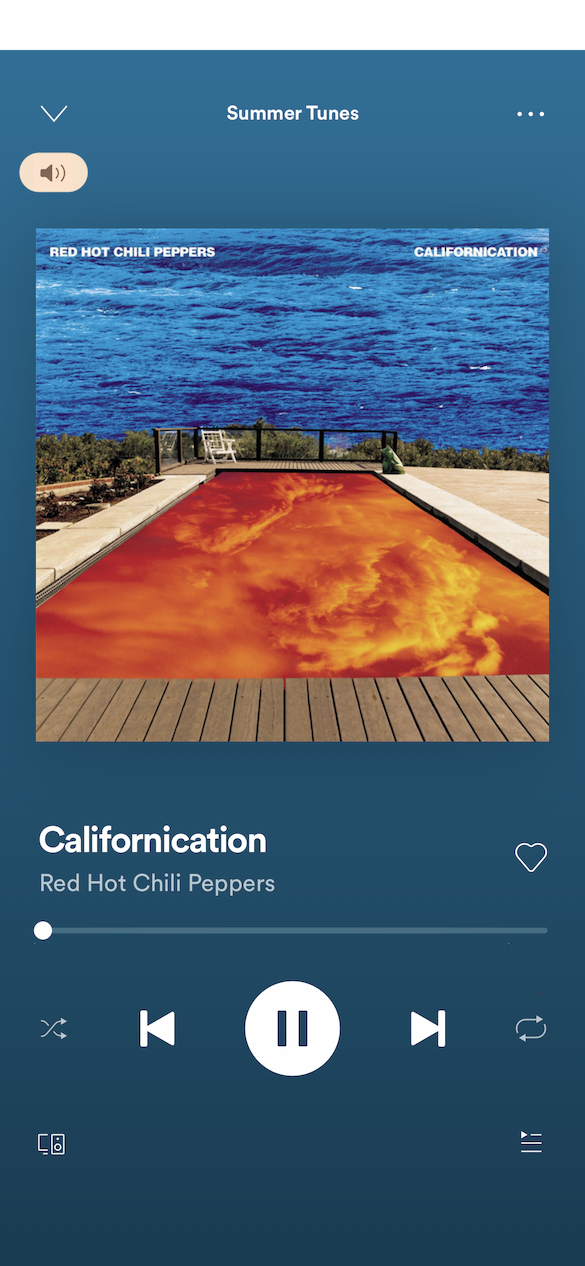 Summer Tunes
RED HOT CHILI PEPPERS CALIFORNICATION
Californication
Red Hot Chili Peppers